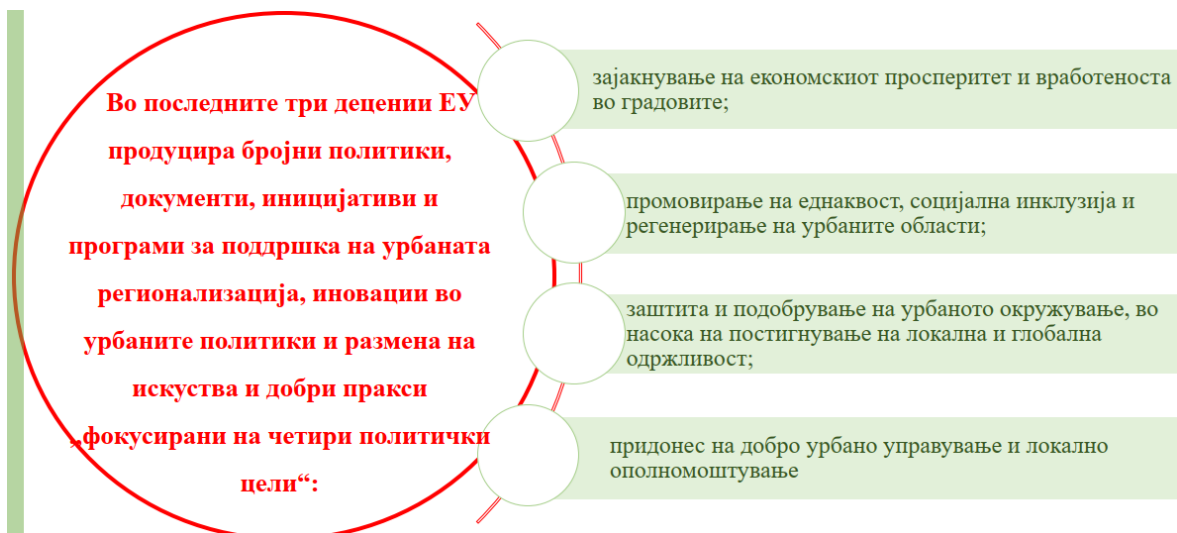 Во последните три децении ЕУ
продуцира бројни политики,
документи, иницијативи и
програми за поддршка на урбаната
регионализација, иновации во
урбаните политики и размена на
искуства и добри пракси
„фокусирани на четири политички
цели“:
зајакнување на економскиот просперитет и вработеноста
во градовите;
промовирање на еднаквост, социјална инклузија и
регенерирање на урбаните области;
заштита и подобрување на урбаното окружување, во
насока на постигнување на локална и глобална
одржливост;
придонес на добро урбано управување и локално
ополномоштување